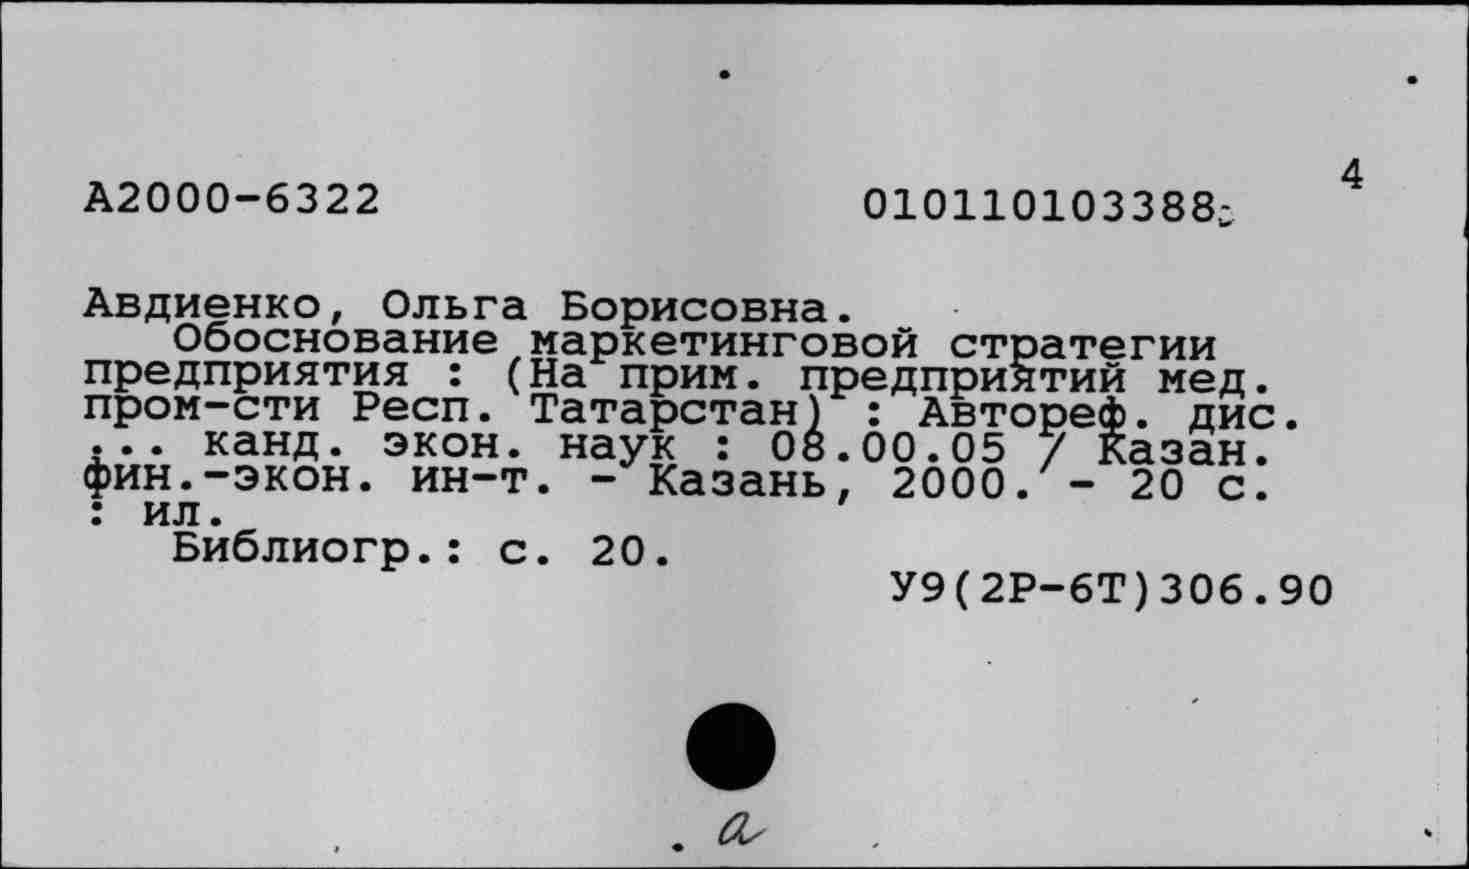 4
А2000-6322 010110103388
Авдиенко, Ольга Борисовна.
Обоснование маркетинговой стратегии
предприятия : (На прим. предприятий мед.
пром-сти Респ. Татарстан) : Автореф. дис.
... канд. экон. наук : 08.00.05 / Казан.
фин.-экон. ин-т. - Казань, 2000. - 20 с.
: ил.
Библиогр.: с. 20.
У9(2Р-6Т)306.90
а